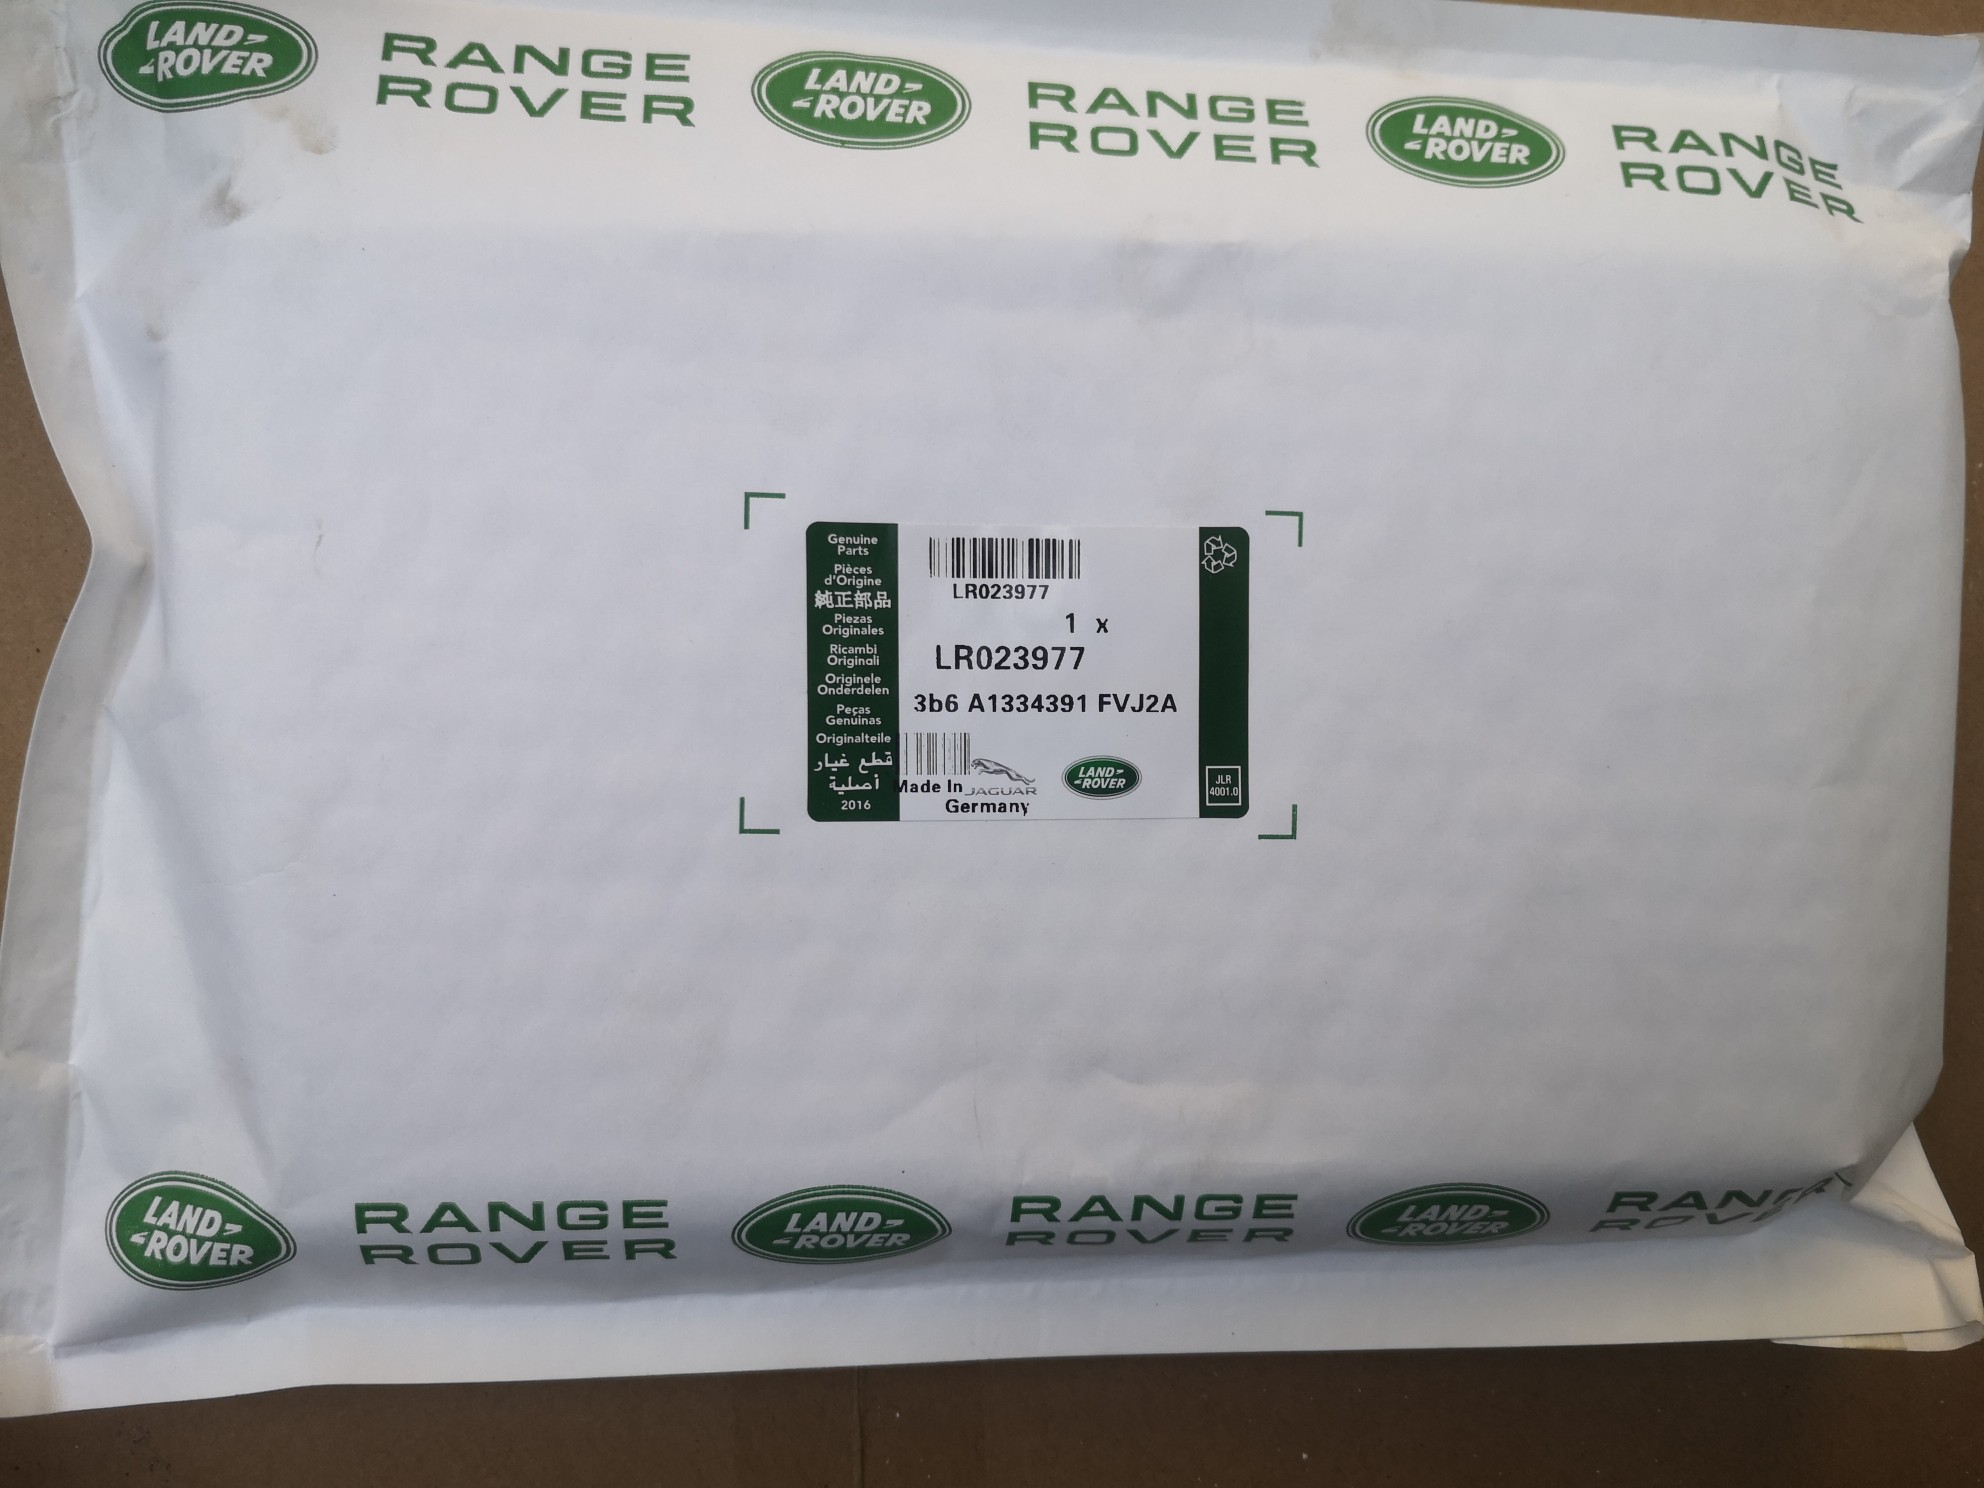 LAND
ROVER
RANGE
ROVER
LAND
ROVER
RANGE
ROVER
LAND
ROVER
RANGE
ROVER
Genuine
Parts
Pièces
d'Origine
純正部品
Piezas
Originales
Ricambi
Originali
Originele
Onderdelen
Peças
Genuinas
Originalteile
قطع غيار
أصلية
2016
LR023977
1 x
LR023977
3b6 A1334391 FVJ2A
Made In
Germany
JAGUAR
LAND
ROVER
JLR
4001.0
LAND
ROVER
RANGE
ROVER
LAND
ROVER
RANGE
ROVER
LAND
ROVER
RANGE
ROVER